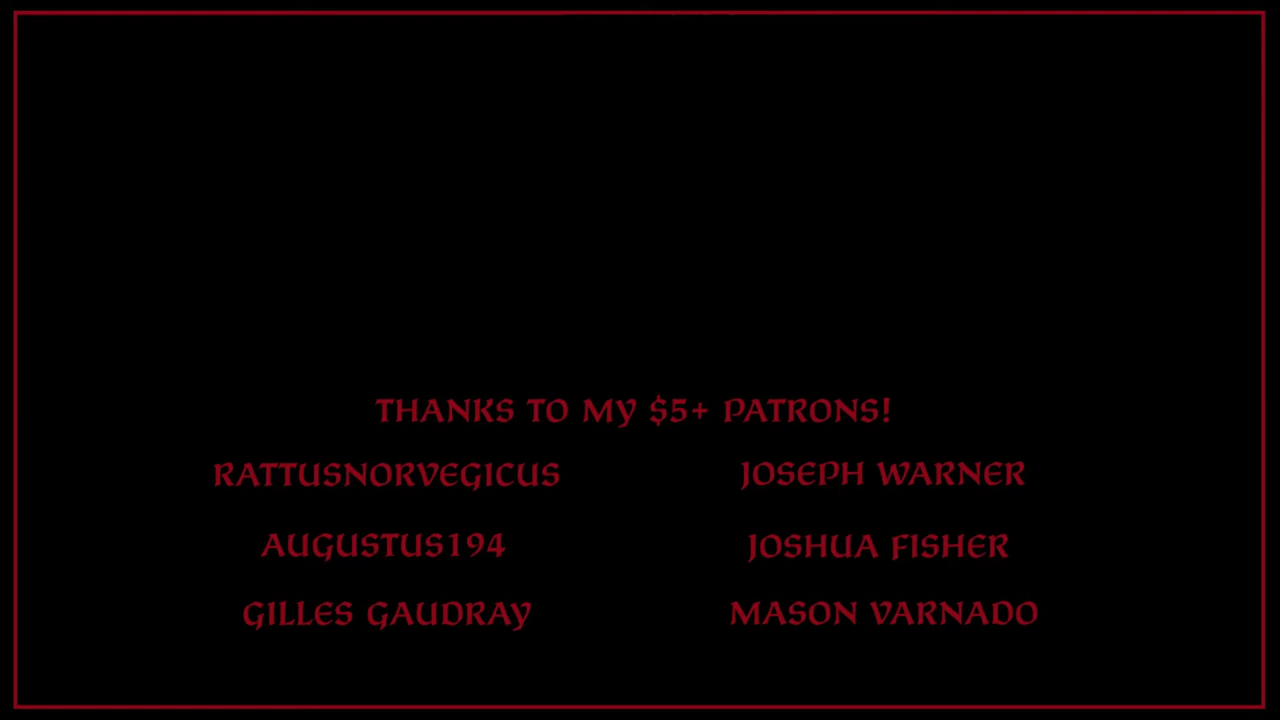 THANKS TO MY $5+ PATRONS!
RATTUSNORVEGICUS JOSEPH WARNER
AUGUSTUS194 JOSHUA FISHER
GILLES GAUDRAY MASON VARNADO